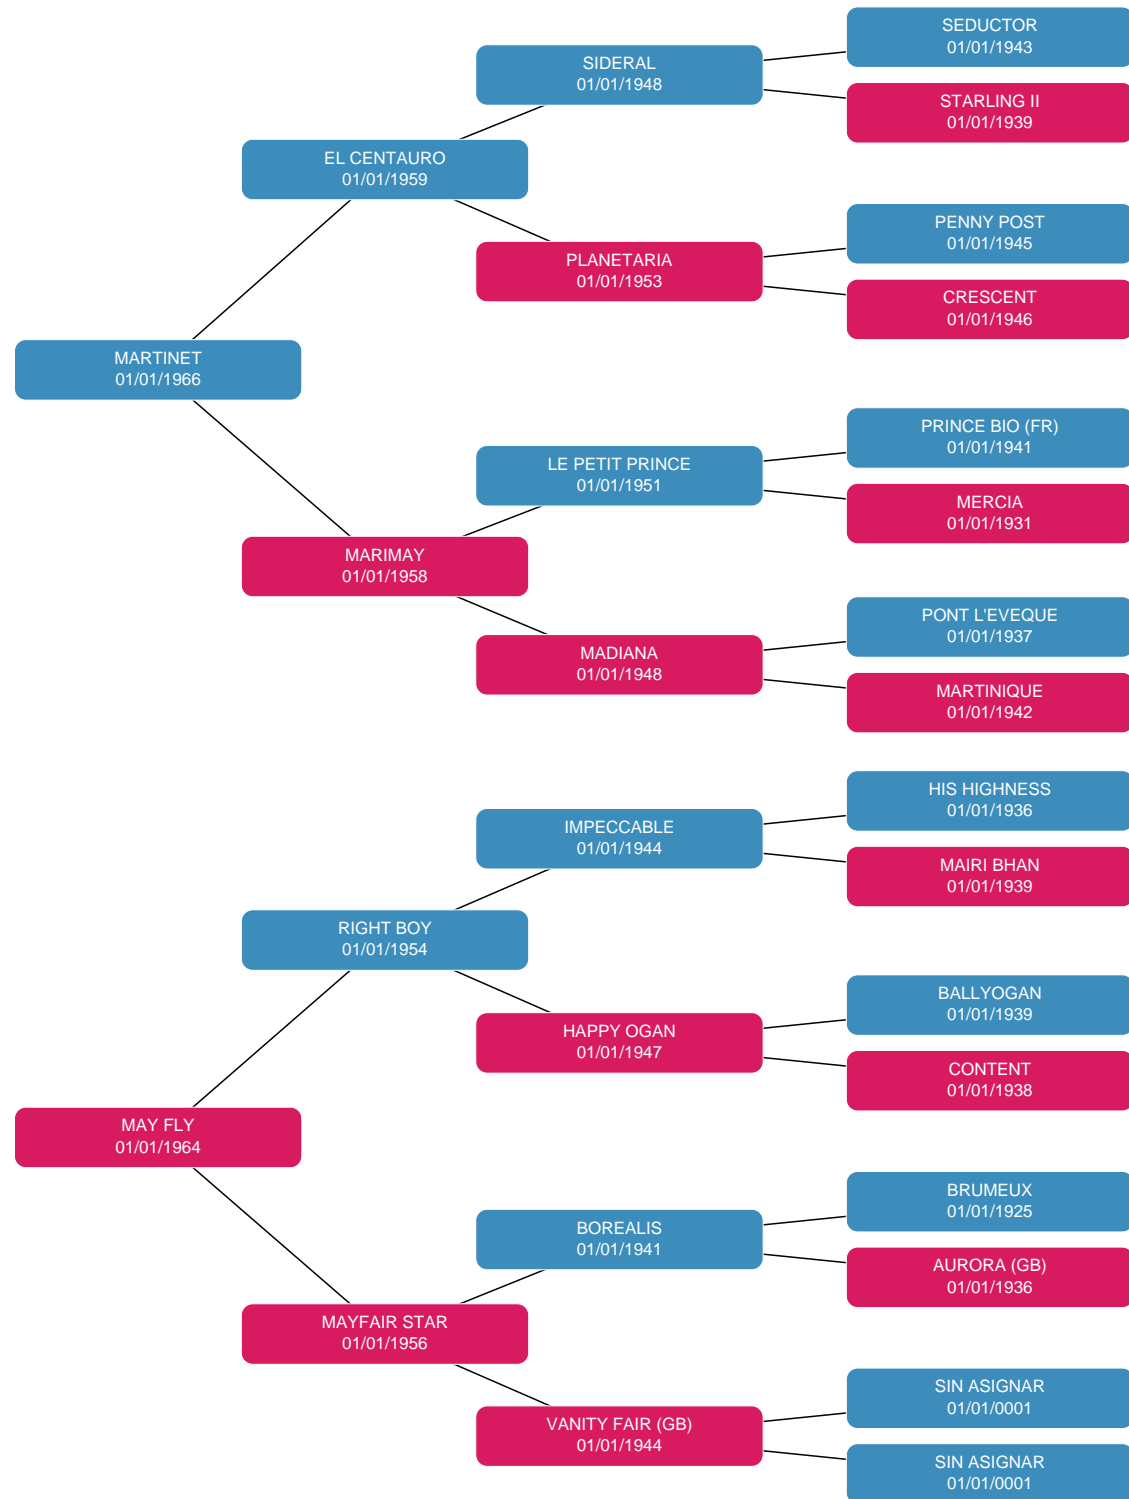 SEDUCTOR
01/01/1943
SIDERAL
01/01/1948
STARLING II
01/01/1939
EL CENTAURO
01/01/1959
PENNY POST
01/01/1945
PLANETARIA
01/01/1953
CRESCENT
01/01/1946
MARTINET
01/01/1966
PRINCE BIO (FR)
01/01/1941
LE PETIT PRINCE
01/01/1951
MERCIA
01/01/1931
MARIMAY
01/01/1958
PONT L'EVEQUE
01/01/1937
MADIANA
01/01/1948
MARTINIQUE
01/01/1942
HIS HIGHNESS
01/01/1936
IMPECCABLE
01/01/1944
MAIRI BHAN
01/01/1939
RIGHT BOY
01/01/1954
BALLYOGAN
01/01/1939
HAPPY OGAN
01/01/1947
CONTENT
01/01/1938
MAY FLY
01/01/1964
BRUMEUX
01/01/1925
BOREALIS
01/01/1941
AURORA (GB)
01/01/1936
MAYFAIR STAR
01/01/1956
SIN ASIGNAR
01/01/0001
VANITY FAIR (GB)
01/01/1944
SIN ASIGNAR
01/01/0001